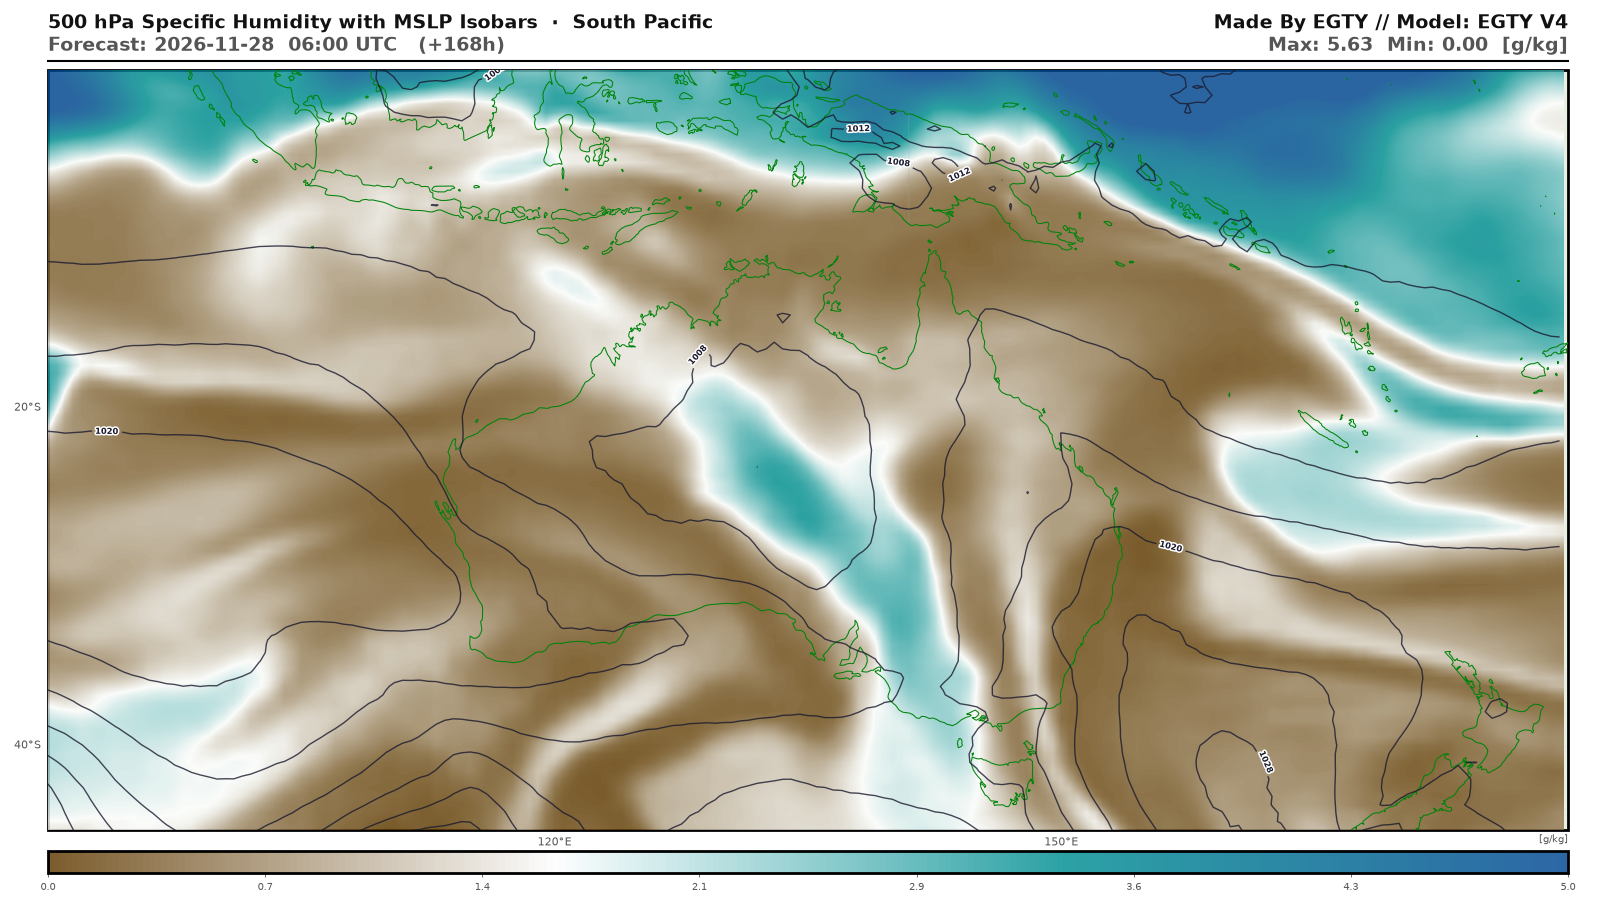 500 hPa Specific Humidity with MSLP Isobars · South Pacific
Made By EGTY // Model: EGTY V4
Forecast: 2026-11-28 06:00 UTC (+168h)
Max: 5.63 Min: 0.00 [g/kg]
1012
1008
1012
1008
20°S
1020
1020
40°S
1028
120°E
150°E
[g/kg]
0.0 0.7 1.4 2.1 2.9 3.6 4.3 5.0